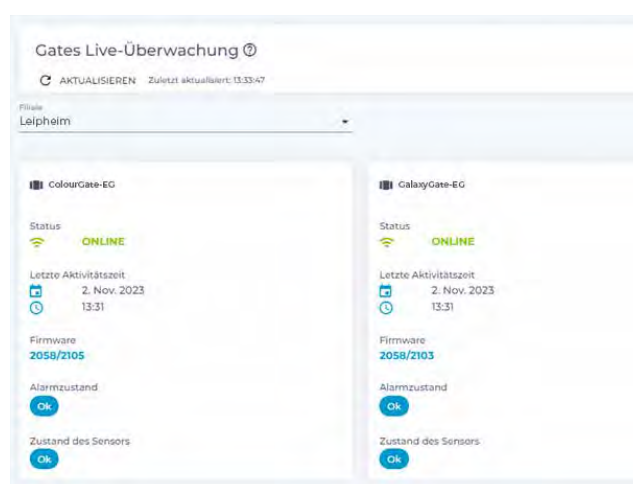 Gates Live-Überwachung
AKTUALISIEREN Zuletzt aktualisiert: 13:33:47
Filiale
Leipheim
ColourGate-EG
Status
ONLINE
Letzte Aktivitätszeit
2. Nov. 2023
13:31
Firmware
2058/2105
Alarmzustand
Ok
Zustand des Sensors
Ok
GalaxyGate-EG
Status
ONLINE
Letzte Aktivitätszeit
2. Nov. 2023
13:31
Firmware
2058/2103
Alarmzustand
Ok
Zustand des Sensors
Ok